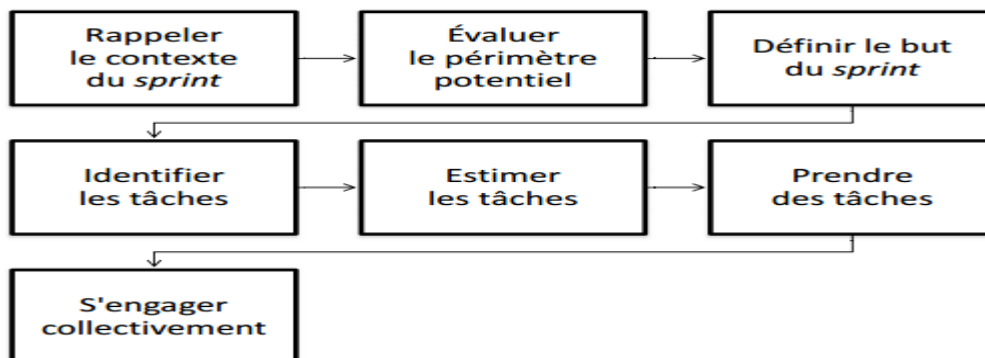 Rappeler
le contexte
du sprint
Évaluer
le périmètre
potentiel
Définir le but
du sprint
Identifier
les tâches
Estimer
les tâches
Prendre
des tâches
S'engager
collectivement